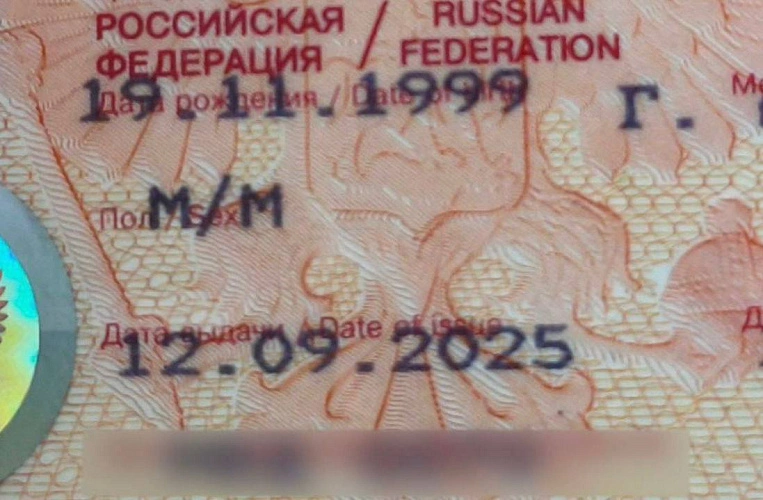 РОССИЙСКАЯ / RUSSIAN
ФЕДЕРАЦИЯ FEDERATION
Дата рождения / Date of birth
19.11.1999 г.
Пол / Sex
М/M
Дата выдачи / Date of issue
12.09.2025